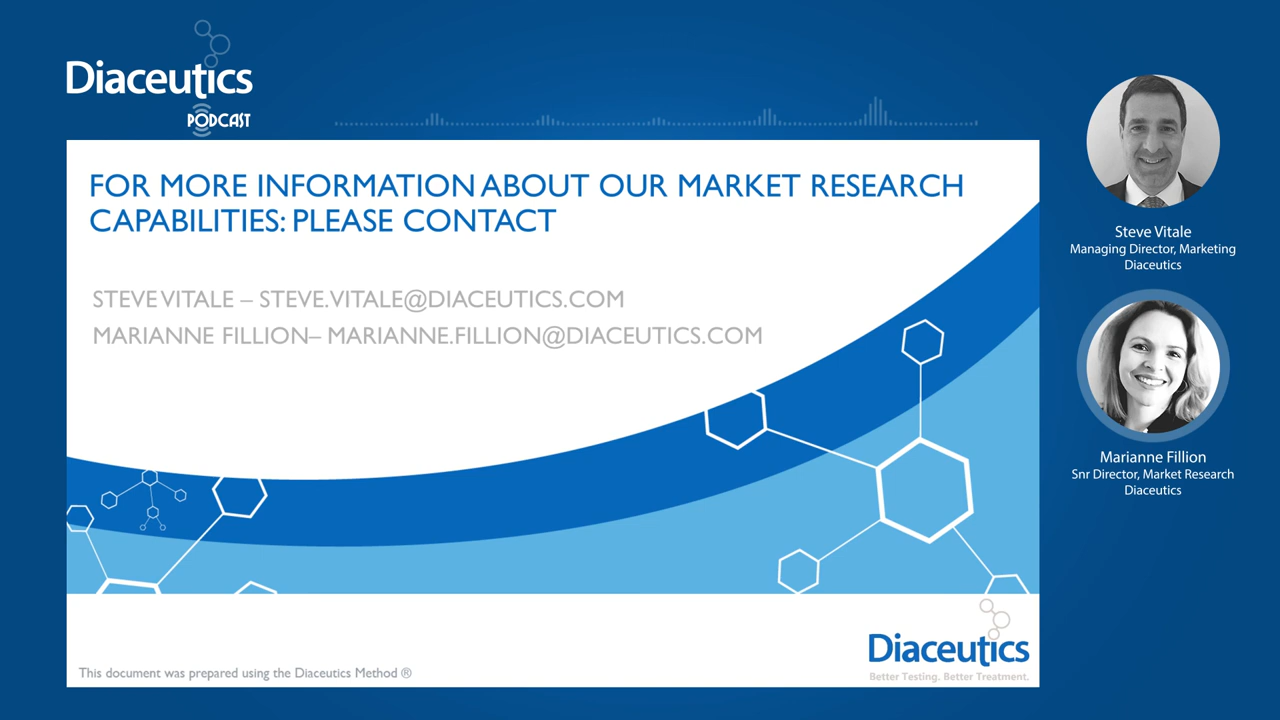 Diaceutics
PODCAST
FOR MORE INFORMATION ABOUT OUR MARKET RESEARCH
CAPABILITIES: PLEASE CONTACT
STEVE VITALE – STEVE.VITALE@DIACEUTICS.COM
MARIANNE FILLION– MARIANNE.FILLION@DIACEUTICS.COM
This document was prepared using the Diaceutics Method ®
Diaceutics
Better Testing. Better Treatment.
Steve Vitale
Managing Director, Marketing
Diaceutics
Marianne Fillion
Snr Director, Market Research
Diaceutics